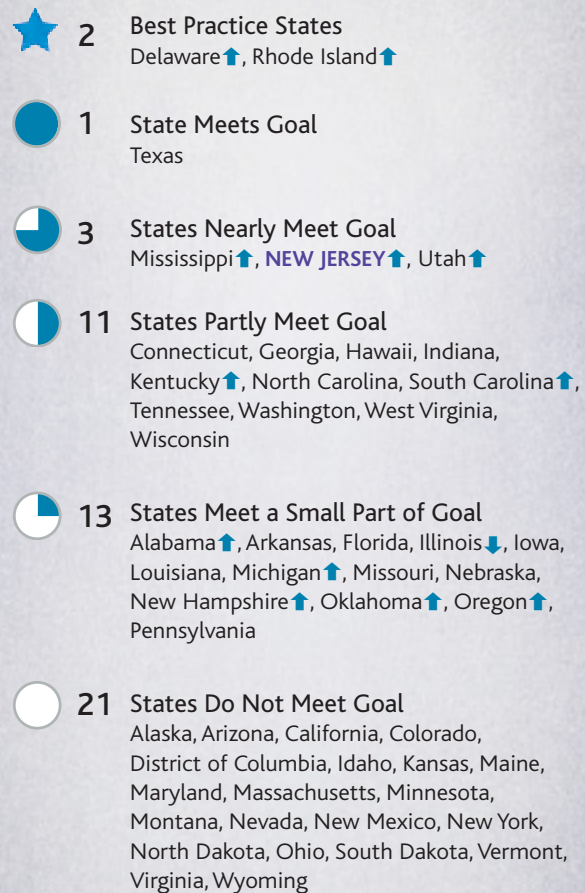 2 Best Practice States
Delaware⬆, Rhode Island⬆
1 State Meets Goal
Texas
3 States Nearly Meet Goal
Mississippi⬆, NEW JERSEY⬆, Utah⬆
11 States Partly Meet Goal
Connecticut, Georgia, Hawaii, Indiana,
Kentucky⬆, North Carolina, South Carolina⬆,
Tennessee, Washington, West Virginia,
Wisconsin
13 States Meet a Small Part of Goal
Alabama⬆, Arkansas, Florida, Illinois⬇, Iowa,
Louisiana, Michigan⬆, Missouri, Nebraska,
New Hampshire⬆, Oklahoma⬆, Oregon⬆,
Pennsylvania
21 States Do Not Meet Goal
Alaska, Arizona, California, Colorado,
District of Columbia, Idaho, Kansas, Maine,
Maryland, Massachusetts, Minnesota,
Montana, Nevada, New Mexico, New York,
North Dakota, Ohio, South Dakota, Vermont,
Virginia, Wyoming